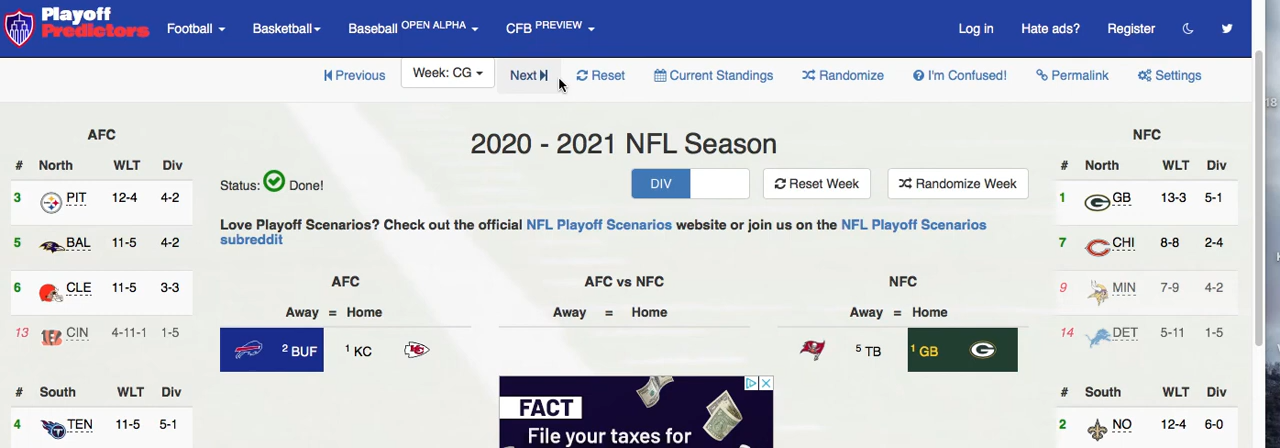 Playoff
Predictors
Football
Basketball
Baseball OPEN ALPHA
CFB PREVIEW
Log in
Hate ads?
Register
Previous
Week: CG
Next
Reset
Current Standings
Randomize
I'm Confused!
Permalink
Settings
AFC
# North WLT Div
3 PIT 12-4 4-2
5 BAL 11-5 4-2
6 CLE 11-5 3-3
13 CIN 4-11-1 1-5
# South WLT Div
4 TEN 11-5 5-1
2020 - 2021 NFL Season
Status: Done!
DIV
Reset Week
Randomize Week
Love Playoff Scenarios? Check out the official NFL Playoff Scenarios website or join us on the NFL Playoff Scenarios
subreddit
AFC
Away = Home
2 BUF 1 KC
AFC vs NFC
Away = Home
NFC
Away = Home
5 TB 1 GB
FACT
File your taxes for
NFC
# North WLT Div
1 GB 13-3 5-1
7 CHI 8-8 2-4
9 MIN 7-9 4-2
14 DET 5-11 1-5
# South WLT Div
2 NO 12-4 6-0